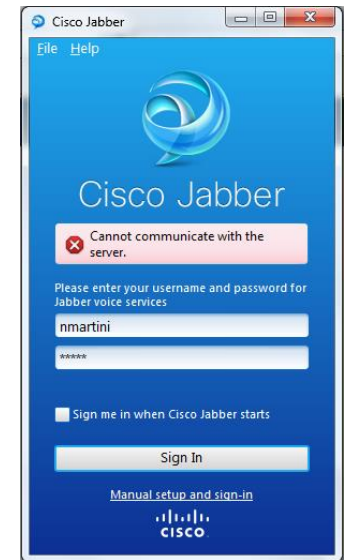 Cisco Jabber
File Help
Cisco Jabber
Cannot communicate with the
server.
Please enter your username and password for
Jabber voice services
nmartini
*****
Sign me in when Cisco Jabber starts
Sign In
Manual setup and sign-in
CISCO